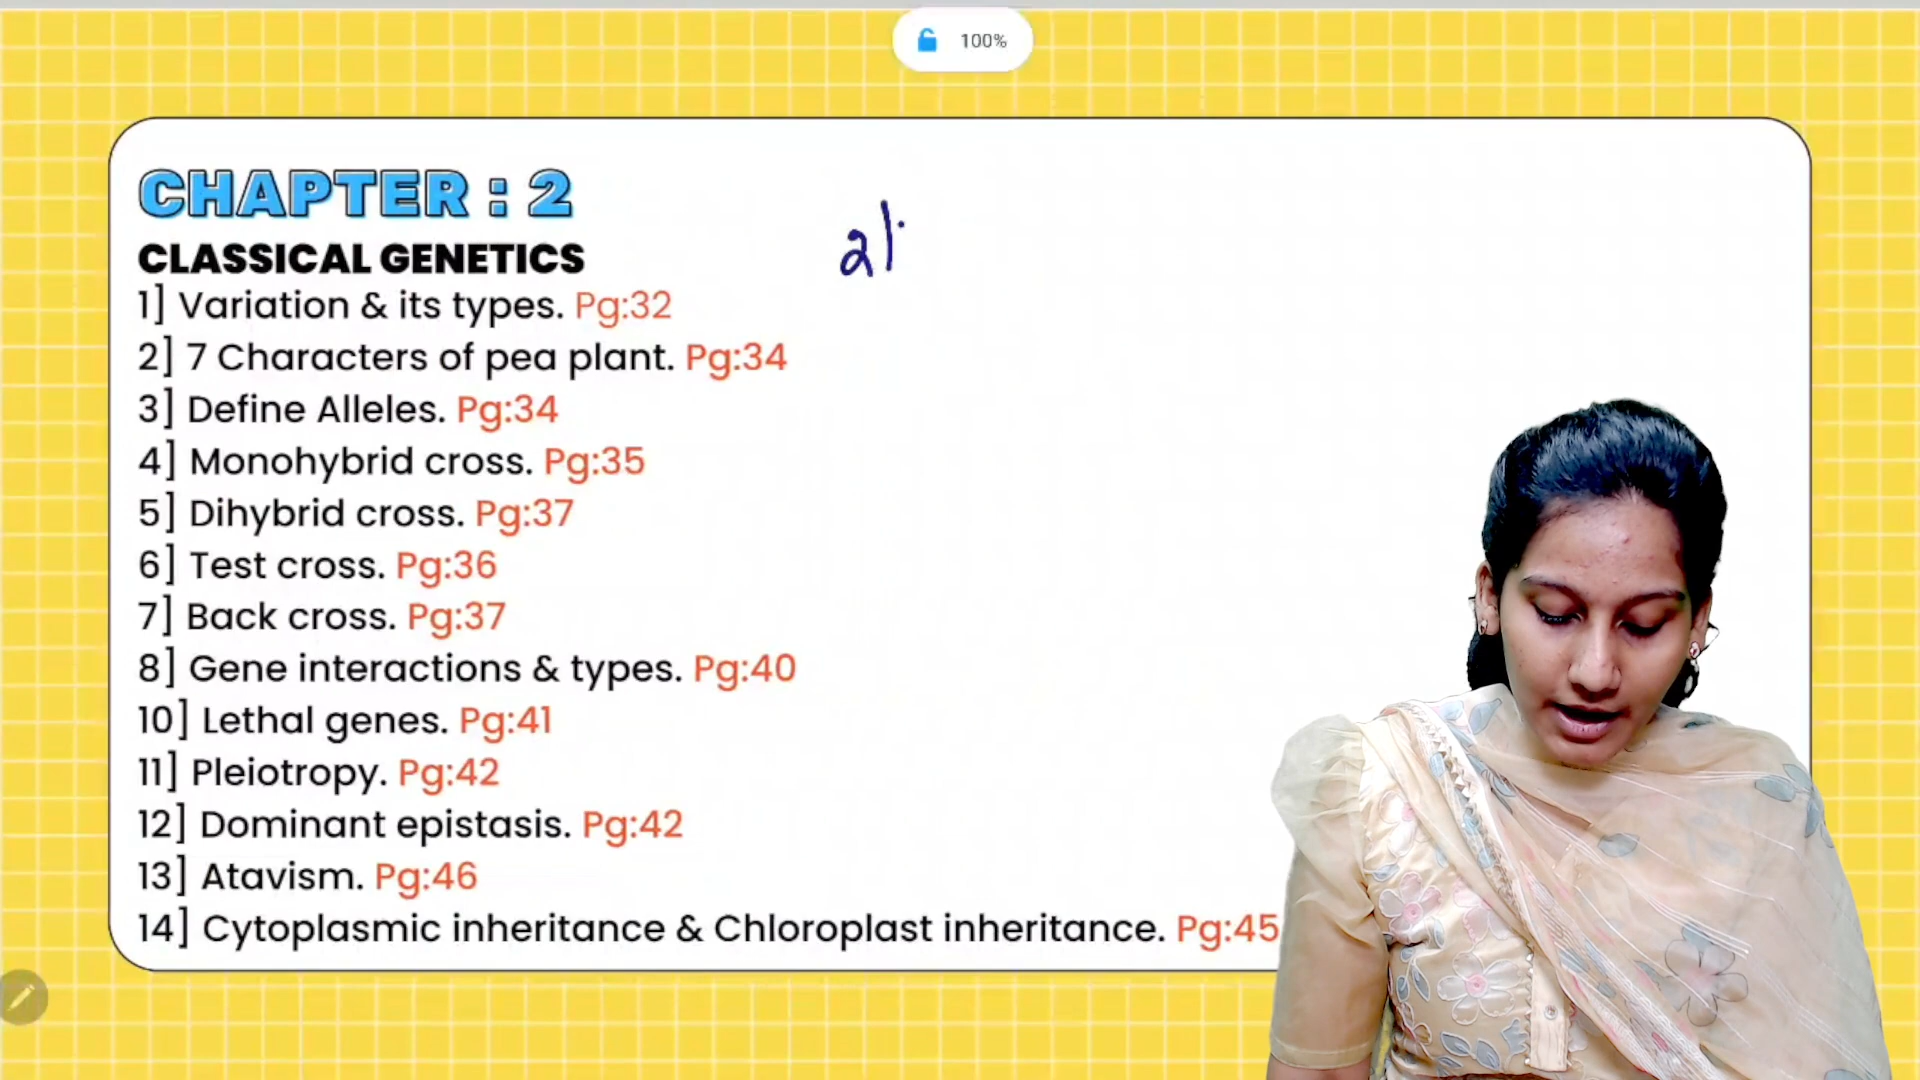 100%
CHAPTER : 2
CLASSICAL GENETICS
1] Variation & its types. Pg:32
2] 7 Characters of pea plant. Pg:34
3] Define Alleles. Pg:34
4] Monohybrid cross. Pg:35
5] Dihybrid cross. Pg:37
6] Test cross. Pg:36
7] Back cross. Pg:37
8] Gene interactions & types. Pg:40
10] Lethal genes. Pg:41
11] Pleiotropy. Pg:42
12] Dominant epistasis. Pg:42
13] Atavism. Pg:46
14] Cytoplasmic inheritance & Chloroplast inheritance. Pg:45